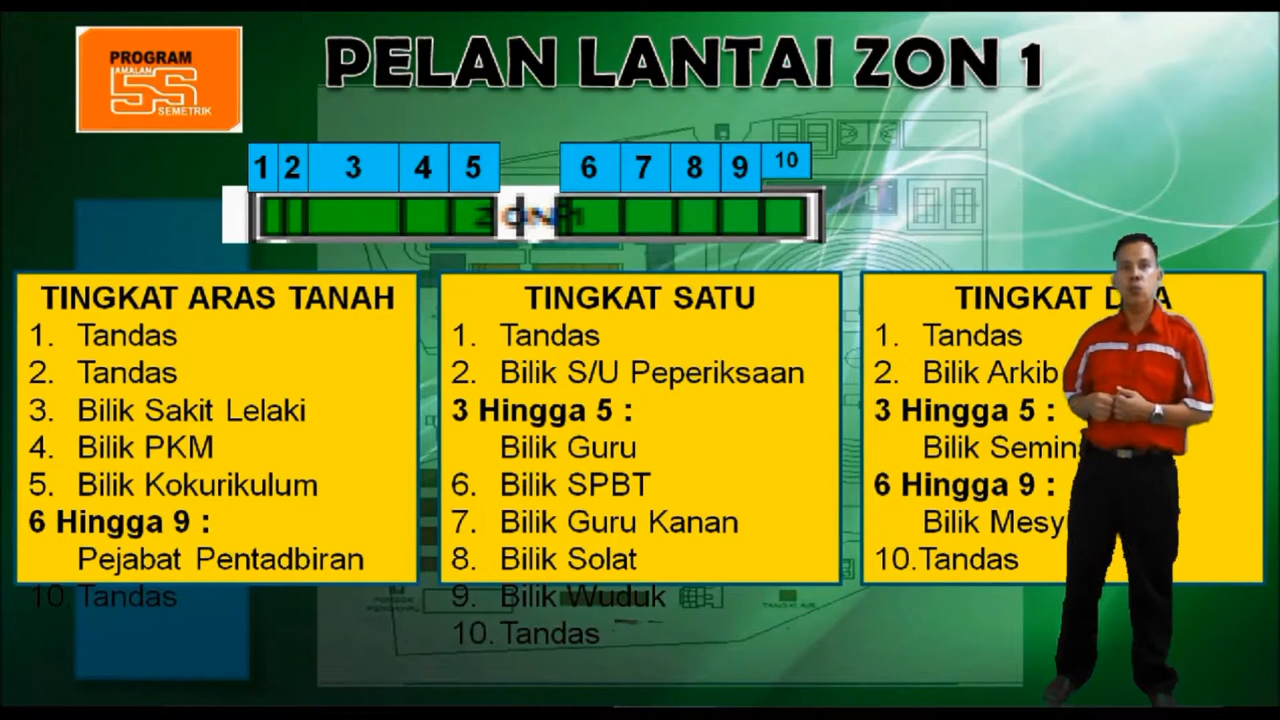 PROGRAM
AMALAN
5S
SEMETRIK
PELAN LANTAI ZON 1
1 2 3 4 5 6 7 8 9 10
TINGKAT ARAS TANAH
1. Tandas
2. Tandas
3. Bilik Sakit Lelaki
4. Bilik PKM
5. Bilik Kokurikulum
6 Hingga 9 :
Pejabat Pentadbiran
10. Tandas
TINGKAT SATU
1. Tandas
2. Bilik S/U Peperiksaan
3 Hingga 5 :
Bilik Guru
6. Bilik SPBT
7. Bilik Guru Kanan
8. Bilik Solat
9. Bilik Wuduk
10. Tandas
TINGKAT
1. Tandas
2. Bilik Arkib
3 Hingga 5 :
Bilik
6 Hingga 9 :
Bilik
10. Tandas